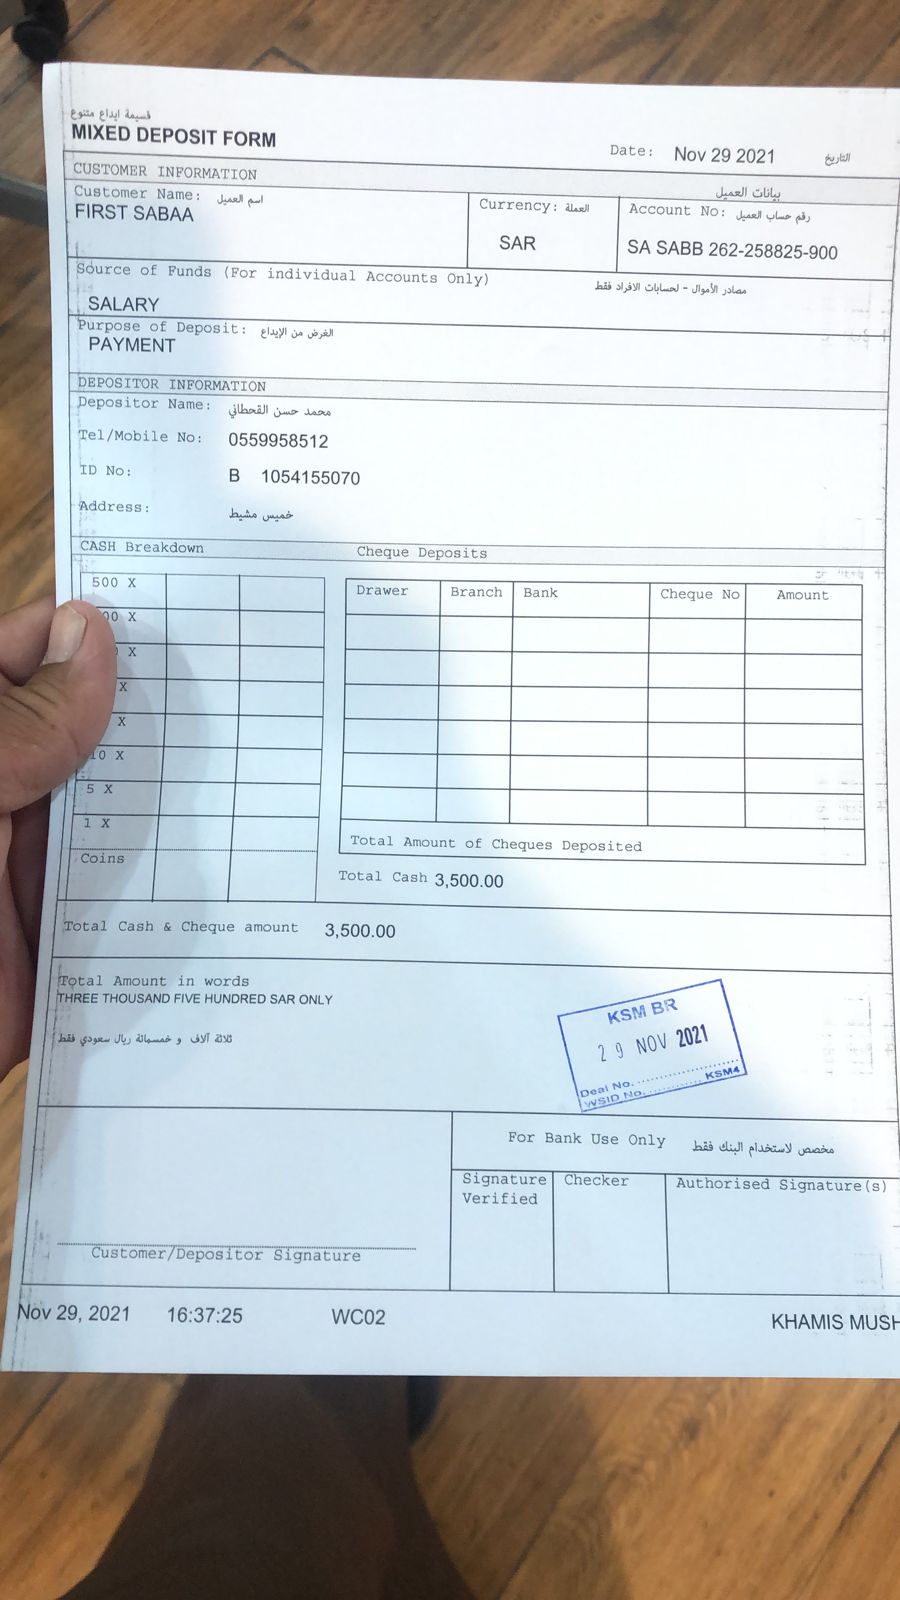 قسيمة ايداع متنوع
MIXED DEPOSIT FORM
Date: Nov 29 2021 التاريخ
CUSTOMER INFORMATION بيانات العميل
Customer Name: اسم العميل
FIRST SABAA
Currency: العملة
SAR
Account No: رقم حساب العميل
SA SABB 262-258825-900
Source of Funds (For individual Accounts Only) مصادر الأموال - لحسابات الافراد فقط
SALARY
Purpose of Deposit: الغرض من الإيداع
PAYMENT
DEPOSITOR INFORMATION
Depositor Name: محمد حسن القحطاني
Tel/Mobile No: 0559958512
ID No: B 1054155070
Address: خميس مشيط
CASH Breakdown Cheque Deposits
500 X
00 X
X
X
X
10 X
5 X
1 X
Coins
Drawer Branch Bank Cheque No Amount
Total Amount of Cheques Deposited
Total Cash 3,500.00
Total Cash & Cheque amount 3,500.00
Total Amount in words
THREE THOUSAND FIVE HUNDRED SAR ONLY
ثلاثة آلاف و خمسمائة ريال سعودي فقط
KSM BR
29 NOV 2021
Deal No.
WSID No. KSM4
For Bank Use Only مخصص لاستخدام البنك فقط
Signature Verified Checker Authorised Signature(s)
Customer/Depositor Signature
Nov 29, 2021 16:37:25 WC02 KHAMIS MUSH